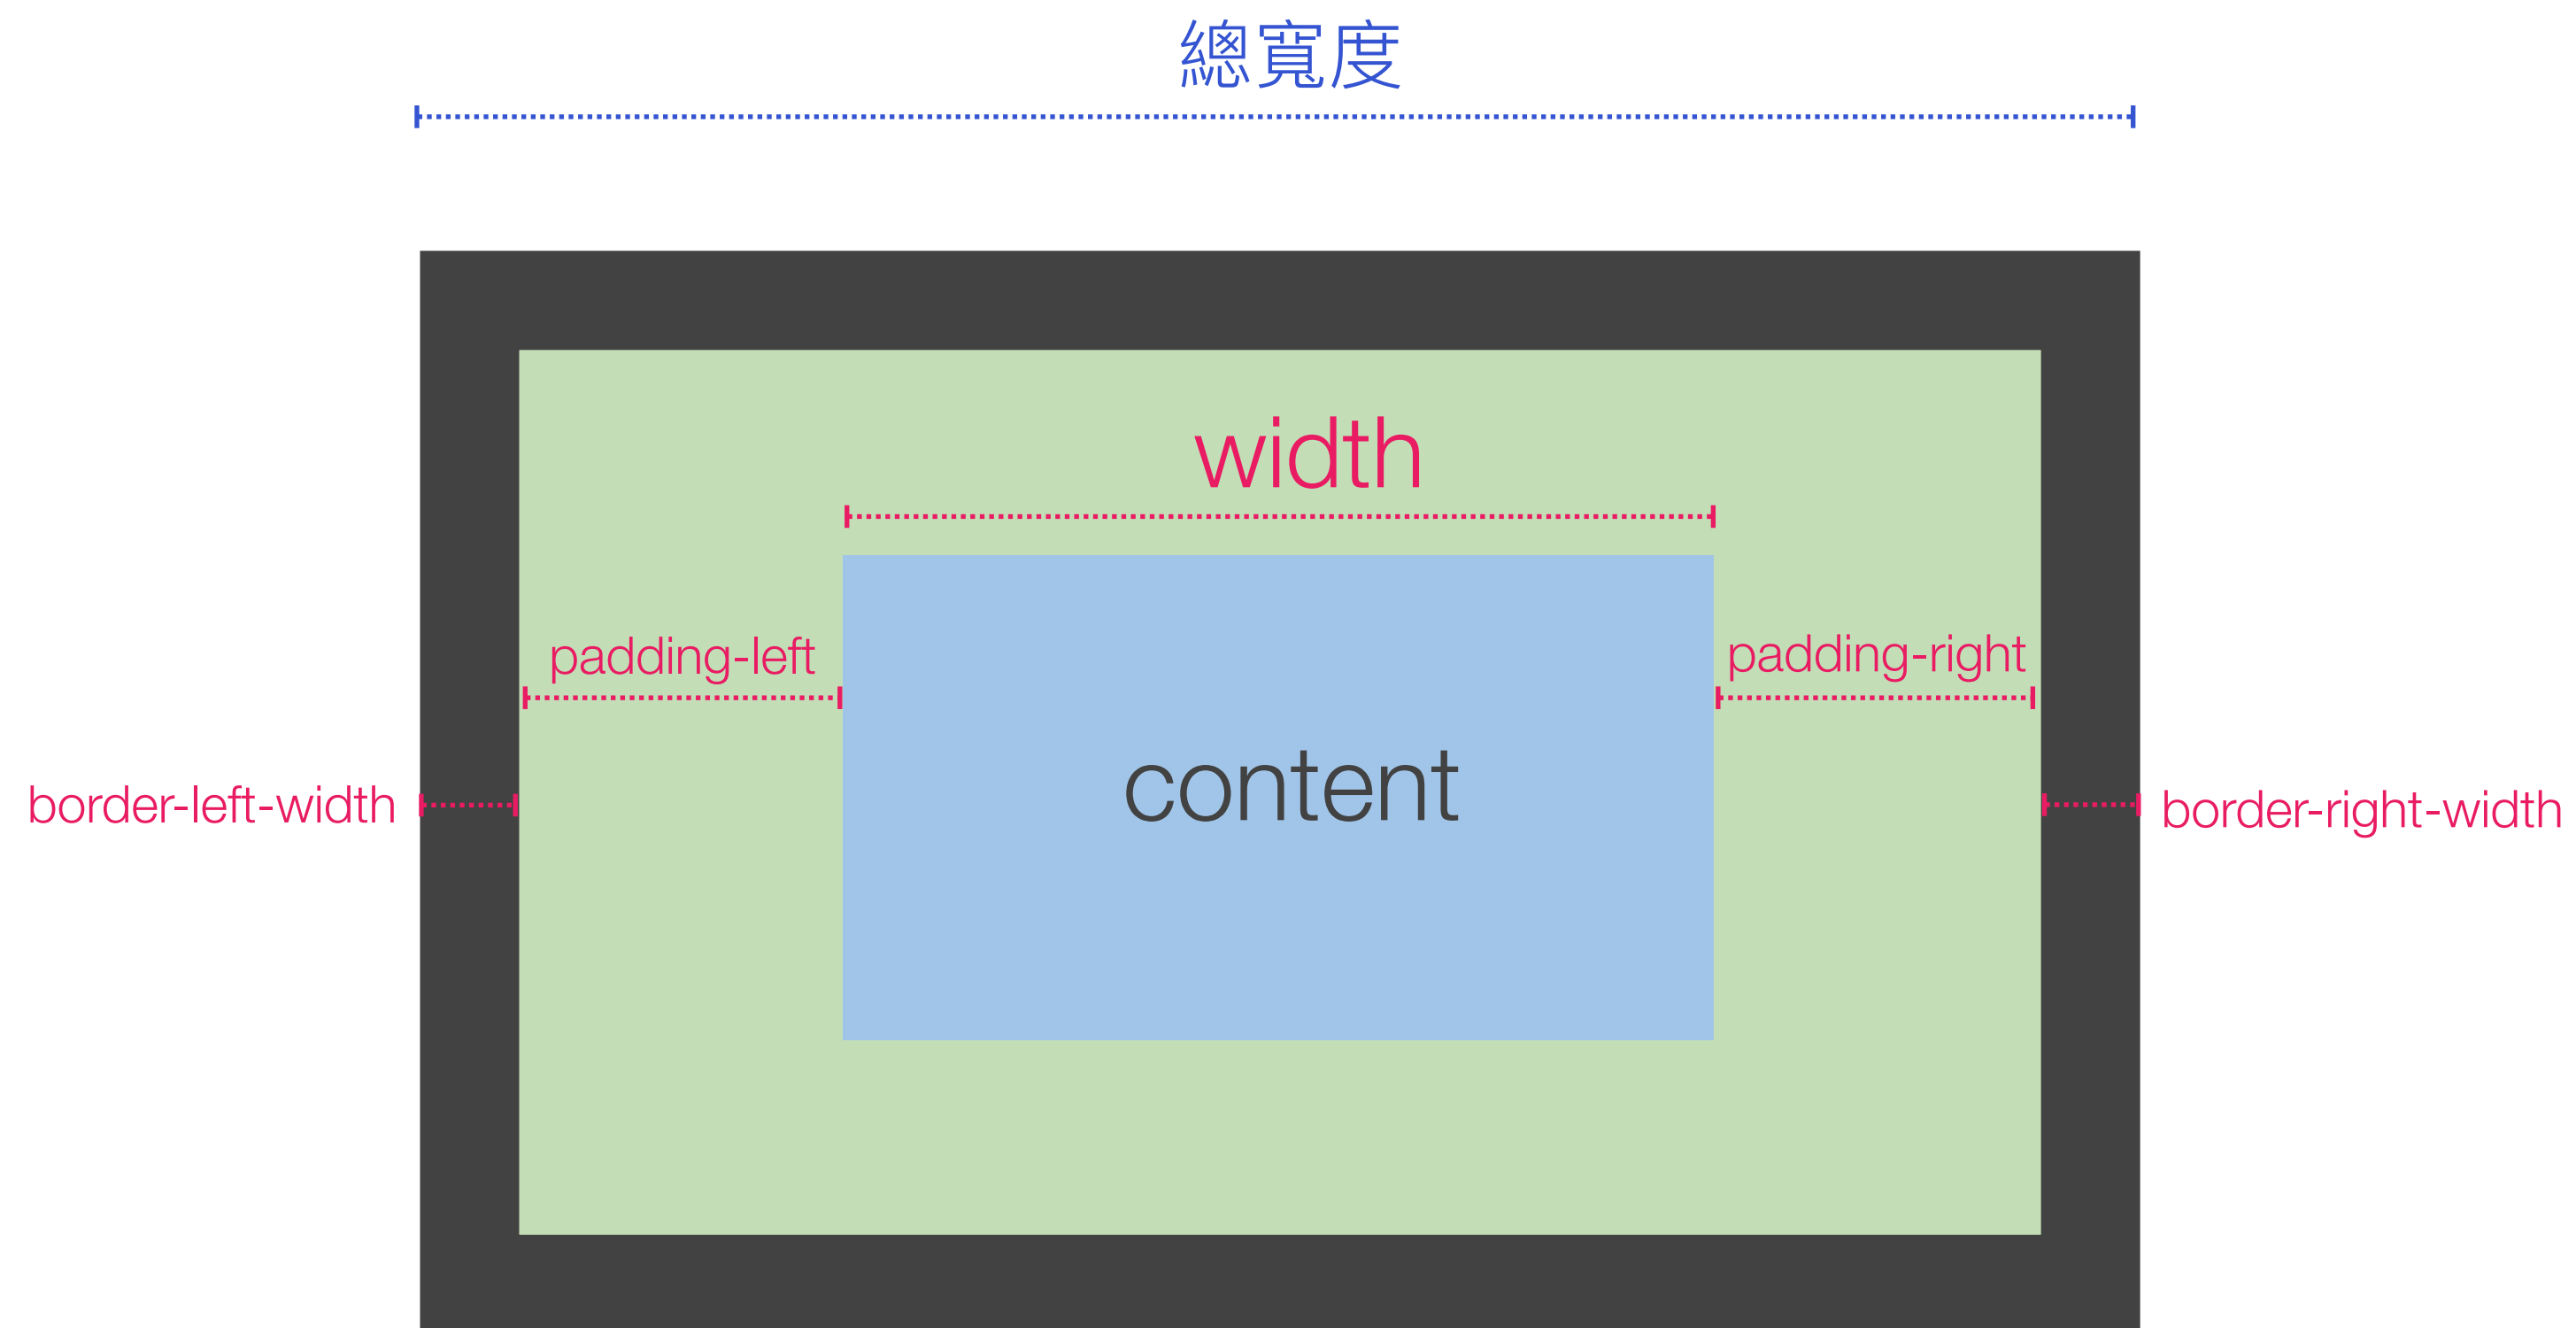 總寬度
width
padding-left
padding-right
content
border-left-width
border-right-width